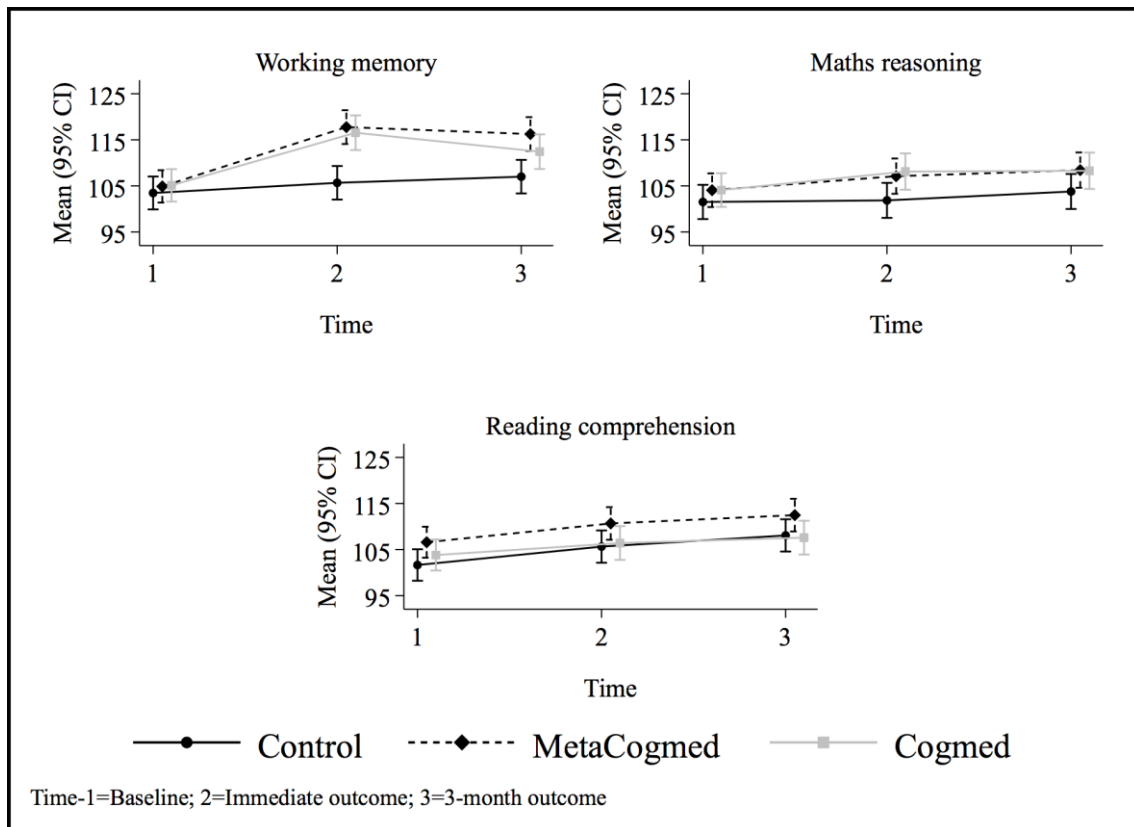 Working memory
Mean (95% CI)
125
115
105
95
1 2 3
Time
Maths reasoning
Mean (95% CI)
125
115
105
95
1 2 3
Time
Reading comprehension
Mean (95% CI)
125
115
105
95
1 2 3
Time
Control MetaCogmed Cogmed
Time-1=Baseline; 2=Immediate outcome; 3=3-month outcome